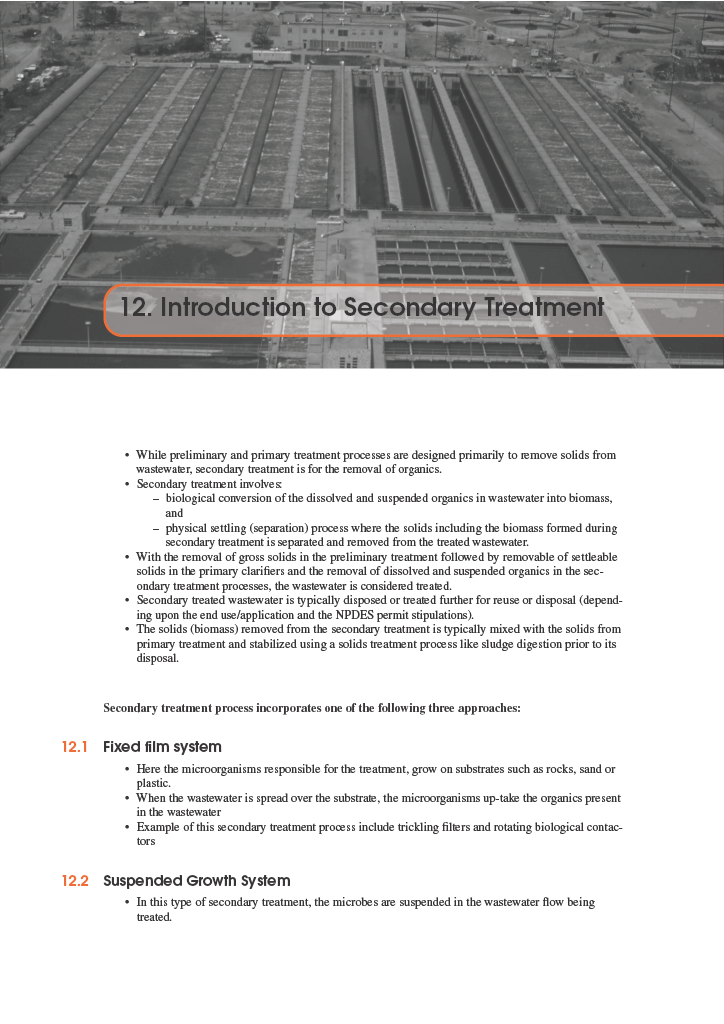 12. Introduction to Secondary Treatment
• While preliminary and primary treatment processes are designed primarily to remove solids from
wastewater, secondary treatment is for the removal of organics.
• Secondary treatment involves:
– biological conversion of the dissolved and suspended organics in wastewater into biomass,
and
– physical settling (separation) process where the solids including the biomass formed during
secondary treatment is separated and removed from the treated wastewater.
• With the removal of gross solids in the preliminary treatment followed by removable of settleable
solids in the primary clarifiers and the removal of dissolved and suspended organics in the sec-
ondary treatment processes, the wastewater is considered treated.
• Secondary treated wastewater is typically disposed or treated further for reuse or disposal (depend-
ing upon the end use/application and the NPDES permit stipulations).
• The solids (biomass) removed from the secondary treatment is typically mixed with the solids from
primary treatment and stabilized using a solids treatment process like sludge digestion prior to its
disposal.
Secondary treatment process incorporates one of the following three approaches:
12.1 Fixed film system
• Here the microorganisms responsible for the treatment, grow on substrates such as rocks, sand or
plastic.
• When the wastewater is spread over the substrate, the microorganisms up-take the organics present
in the wastewater
• Example of this secondary treatment process include trickling filters and rotating biological contac-
tors
12.2 Suspended Growth System
• In this type of secondary treatment, the microbes are suspended in the wastewater flow being
treated.